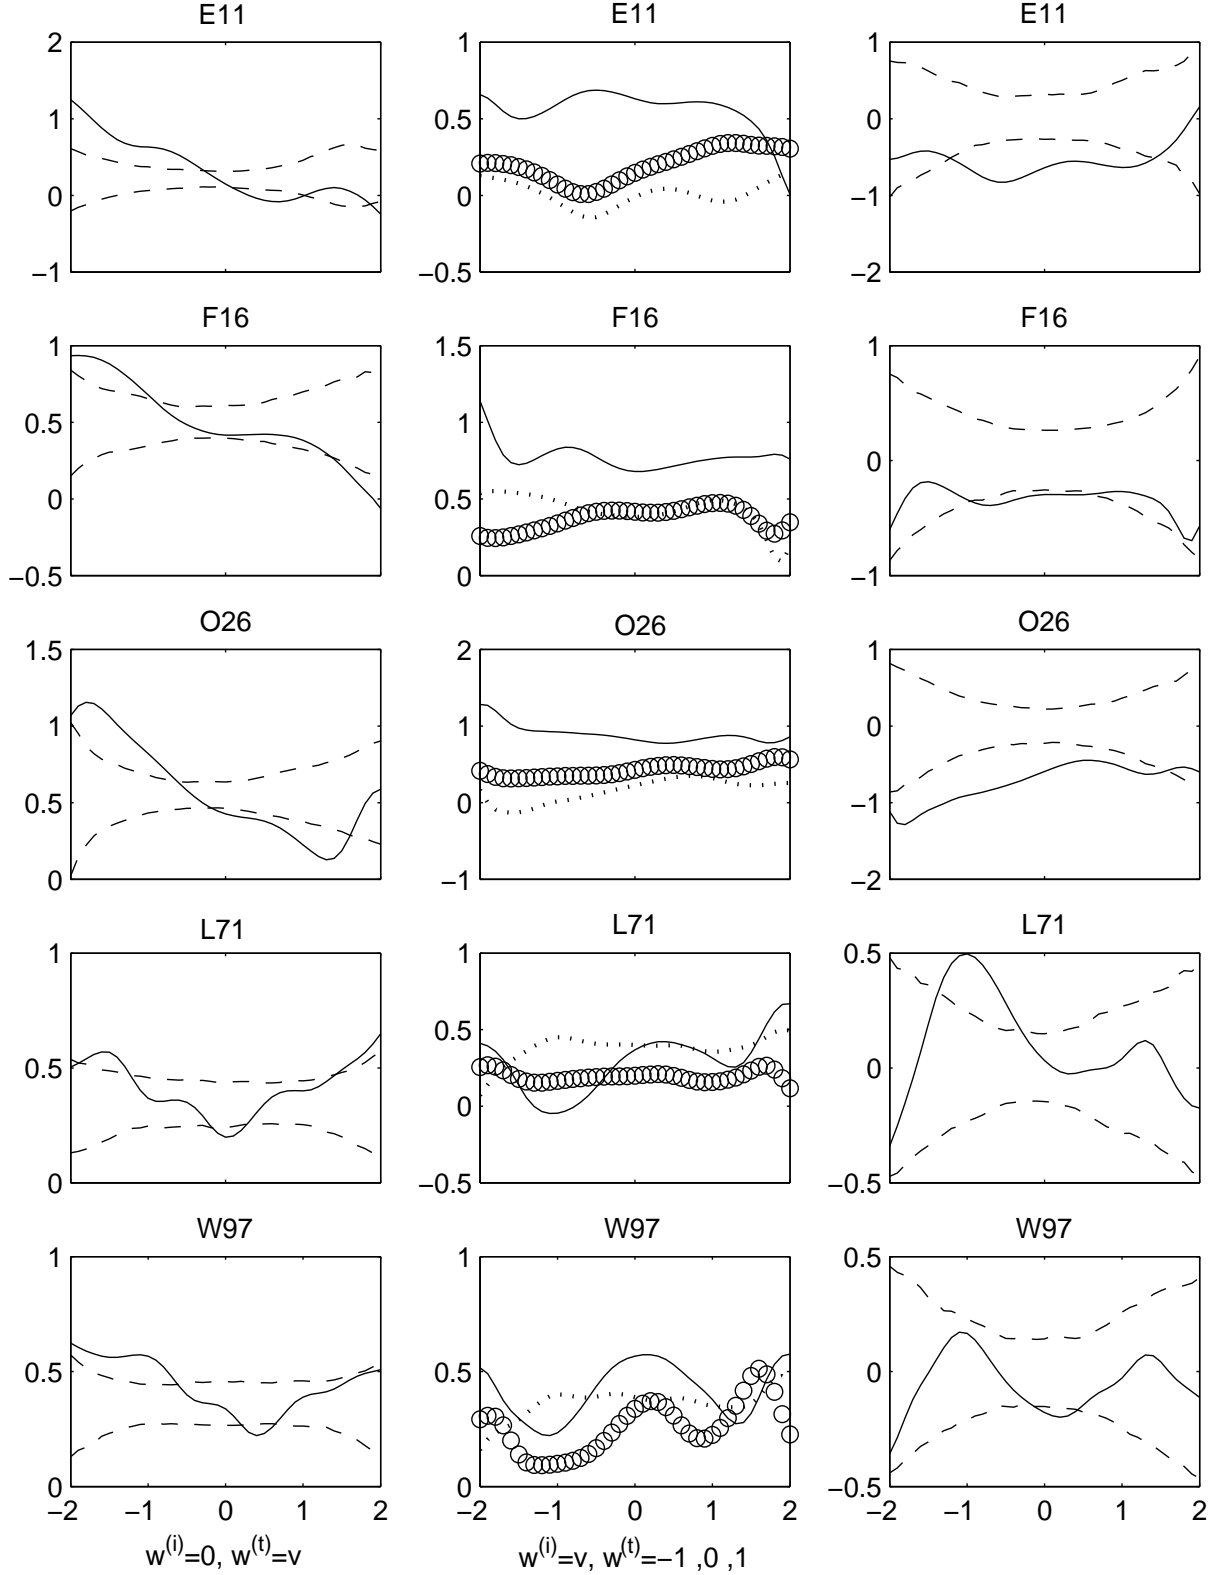 E11 E11 E11
2 1 1
1 0.5 0
0 0 −1
−1 −0.5 −2
F16 F16 F16
1 1.5 1
0.5 1 0
0 0.5 −1
−0.5 0
O26 O26 O26
1.5 2 1
1 1 0
0.5 0 −1
0 −1 −2
L71 L71 L71
1 1 0.5
0.5 0.5 0
0 0 −0.5
−0.5
W97 W97 W97
1 1 0.5
0.5 0.5 0
0 0 −0.5
−2 −1 0 1 2 −2 −1 0 1 2 −2 −1 0 1 2
w(i)=0, w(t)=v w(i)=v, w(t)=−1 ,0 ,1